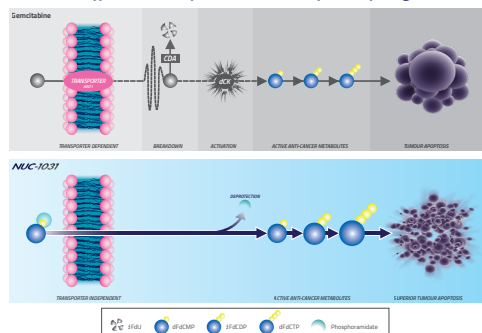 Gemcitabine
CDA
TRANSPORTER
hENT1
dCK
TRANSPORTER DEPENDENT
BREAKDOWN
ACTIVATION
ACTIVE ANTI-CANCER METABOLITES
TUMOUR APOPTOSIS
NUC-1031
DEPROTECTION
TRANSPORTER INDEPENDENT
ACTIVE ANTI-CANCER METABOLITES
SUPERIOR TUMOUR APOPTOSIS
dFdU
dFdCMP
dFdCDP
dFdCTP
Phosphoramidate